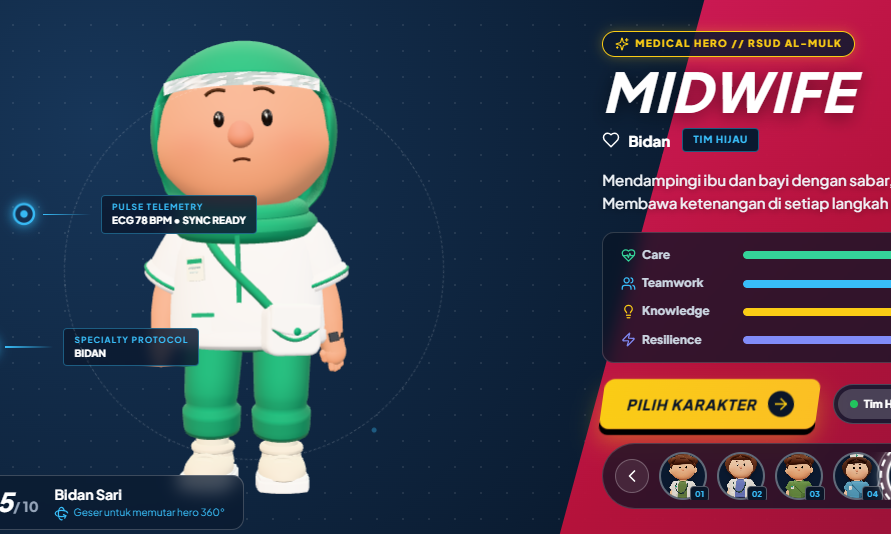 MEDICAL HERO // RSUD AL-MULK
MIDWIFE
Bidan
TIM HIJAU
Mendampingi ibu dan bayi dengan sabar,
Membawa ketenangan di setiap langkah
PULSE TELEMETRY
ECG 78 BPM ● SYNC READY
SPECIALTY PROTOCOL
BIDAN
Care
Teamwork
Knowledge
Resilience
PILIH KARAKTER
Tim H
01 02 03 04
5/10
Bidan Sari
Geser untuk memutar hero 360°